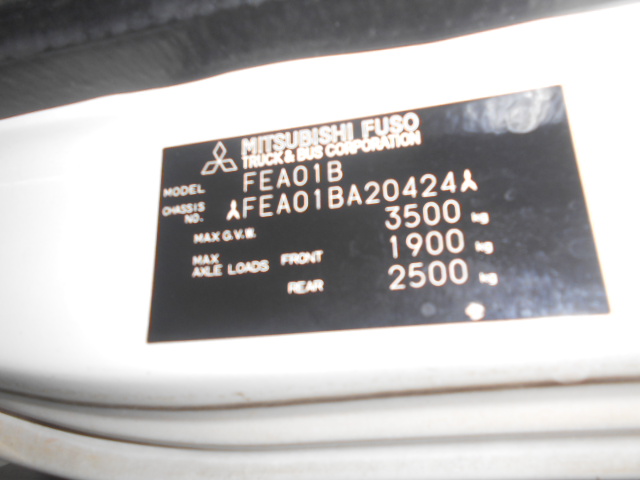 MITSUBISHI FUSO
TRUCK & BUS CORPORATION
MODEL FEA01B
CHASSIS NO. FEA01BA20424
MAX G.V.W. 3500 kg
MAX AXLE LOADS FRONT 1900 kg
REAR 2500 kg